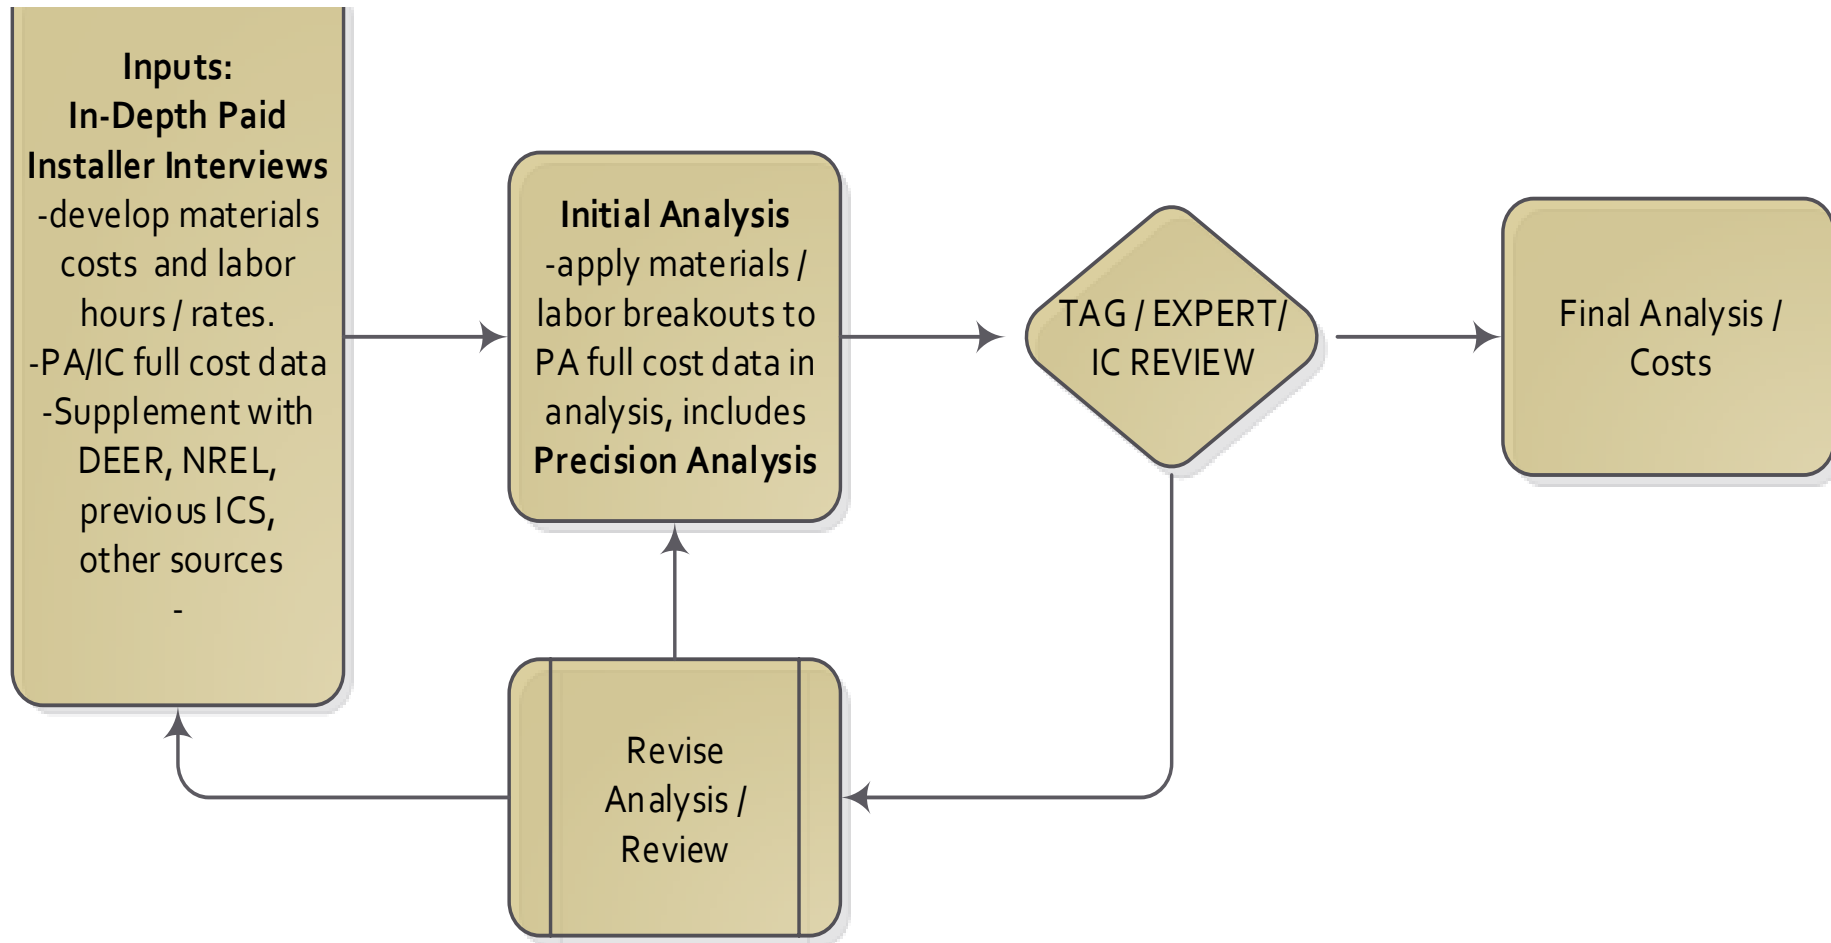 Inputs:
In-Depth Paid
Installer Interviews
-develop materials
costs and labor
hours / rates.
-PA/IC full cost data
-Supplement with
DEER, NREL,
previous ICS,
other sources
-
Initial Analysis
-apply materials /
labor breakouts to
PA full cost data in
analysis, includes
Precision Analysis
TAG / EXPERT/
IC REVIEW
Final Analysis /
Costs
Revise
Analysis /
Review